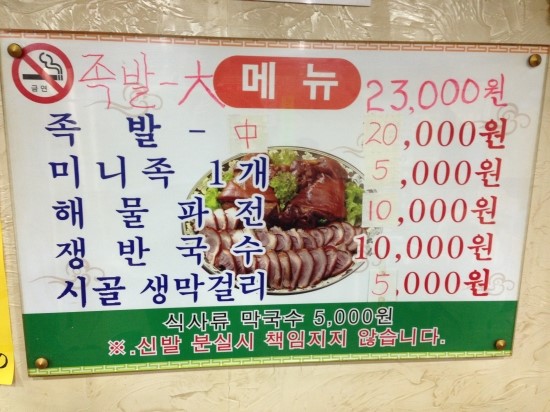 금연
메뉴
족발-大 23,000원
족 발 - 中 20,000원
미니족 1개 5,000원
해 물 파 전 10,000원
쟁 반 국 수 10,000원
시골 생막걸리 5,000원
식사류 막국수 5,000원
※.신발 분실시 책임지지 않습니다.